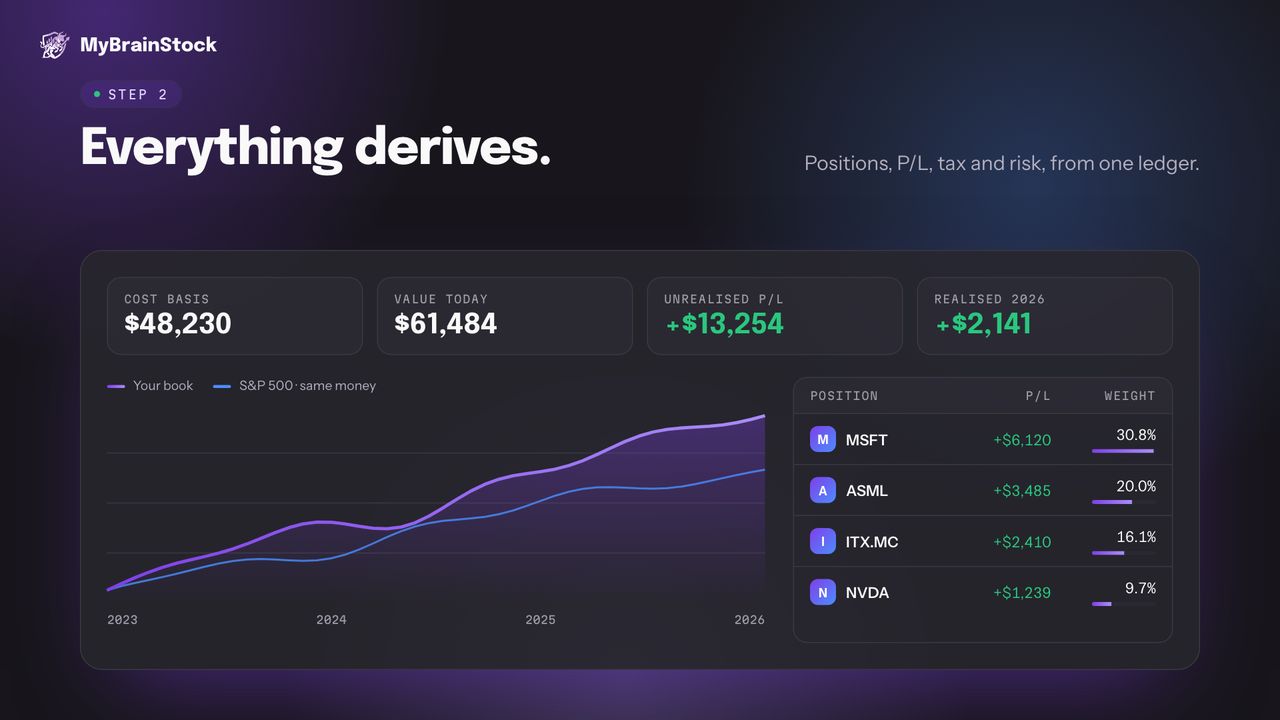 MyBrainStock
STEP 2
Everything derives.
Positions, P/L, tax and risk, from one ledger.
COST BASIS
$48,230
VALUE TODAY
$61,484
UNREALISED P/L
+$13,254
REALISED 2026
+$2,141
Your book
S&P 500 · same money
2023
2024
2025
2026
POSITION P/L WEIGHT
M MSFT +$6,120 30.8%
A ASML +$3,485 20.0%
I ITX.MC +$2,410 16.1%
N NVDA +$1,239 9.7%